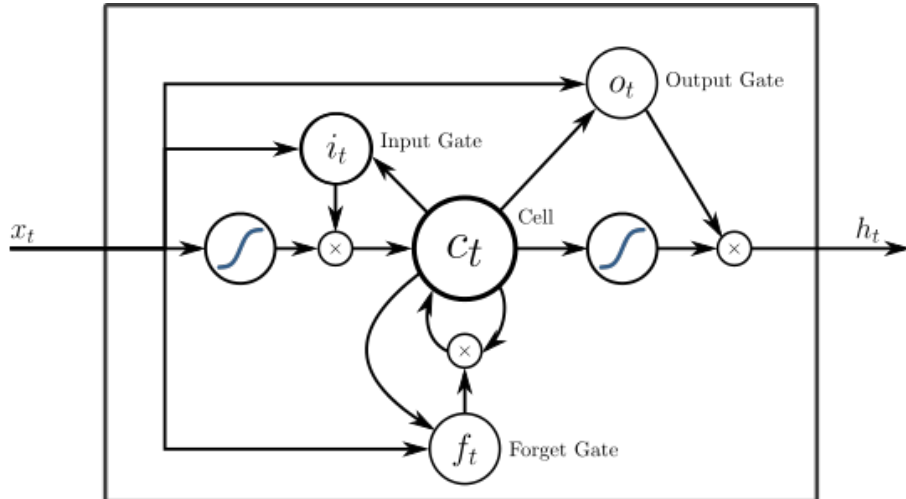 o_t Output Gate
i_t Input Gate
x_t
×
c_t Cell
×
h_t
×
f_t Forget Gate